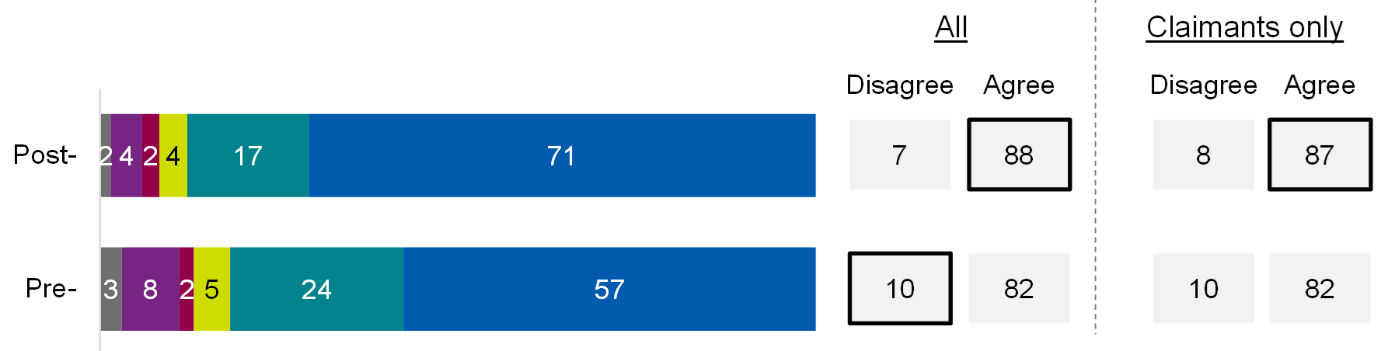 All Claimants only
Disagree Agree Disagree Agree
Post- 2 4 2 4 17 71 7 88 8 87
Pre- 3 8 2 5 24 57 10 82 10 82